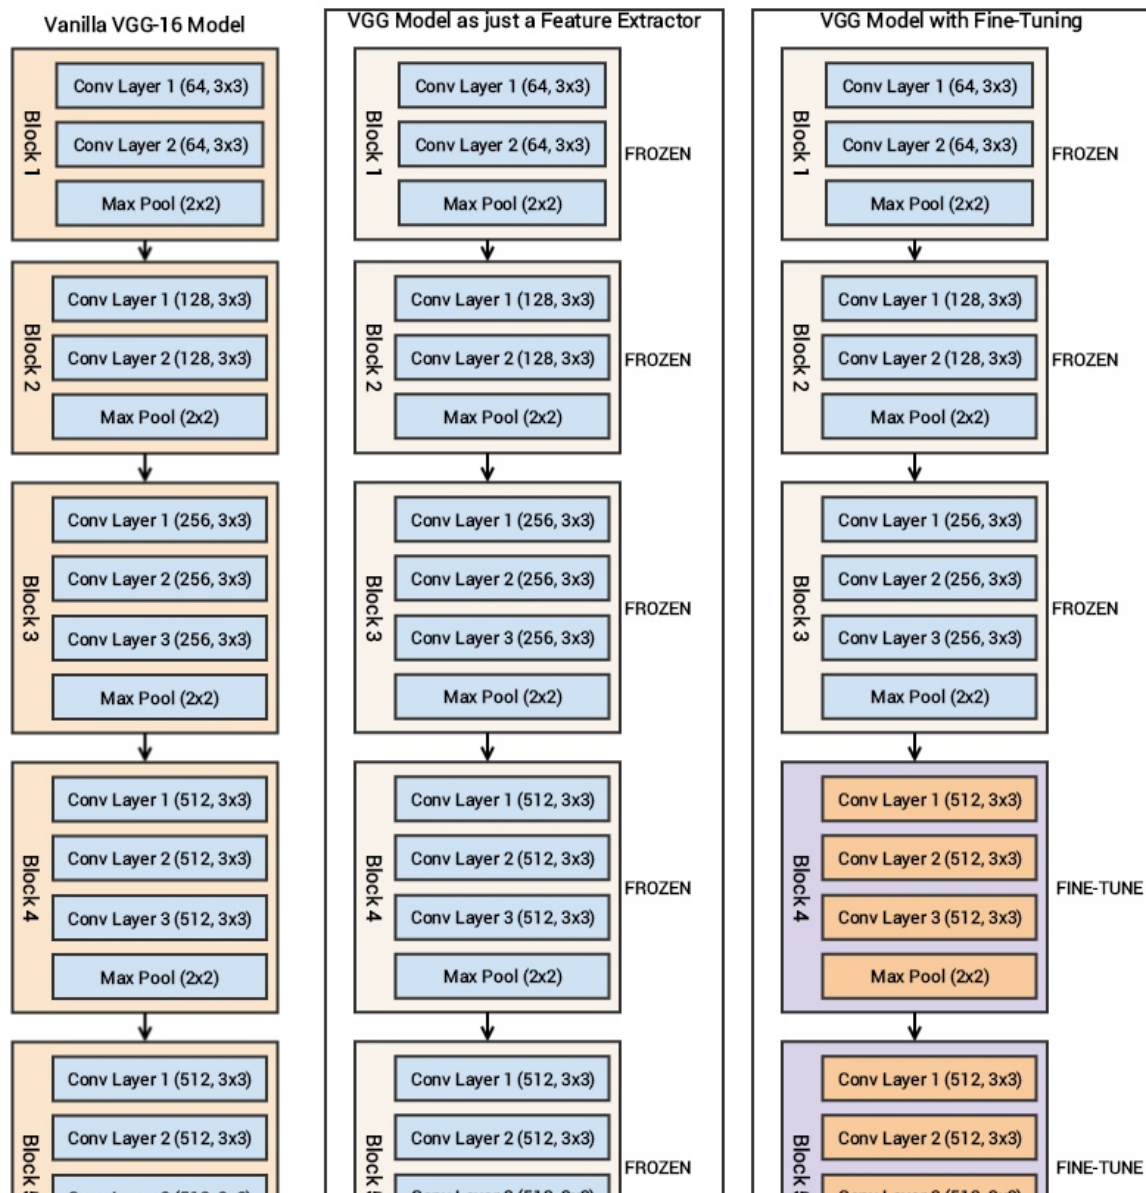 Vanilla VGG-16 Model
Block 1
Conv Layer 1 (64, 3x3)
Conv Layer 2 (64, 3x3)
Max Pool (2x2)
Block 2
Conv Layer 1 (128, 3x3)
Conv Layer 2 (128, 3x3)
Max Pool (2x2)
Block 3
Conv Layer 1 (256, 3x3)
Conv Layer 2 (256, 3x3)
Conv Layer 3 (256, 3x3)
Max Pool (2x2)
Block 4
Conv Layer 1 (512, 3x3)
Conv Layer 2 (512, 3x3)
Conv Layer 3 (512, 3x3)
Max Pool (2x2)
Block
Conv Layer 1 (512, 3x3)
Conv Layer 2 (512, 3x3)
VGG Model as just a Feature Extractor
Block 1
Conv Layer 1 (64, 3x3)
Conv Layer 2 (64, 3x3)
Max Pool (2x2)
FROZEN
Block 2
Conv Layer 1 (128, 3x3)
Conv Layer 2 (128, 3x3)
Max Pool (2x2)
FROZEN
Block 3
Conv Layer 1 (256, 3x3)
Conv Layer 2 (256, 3x3)
Conv Layer 3 (256, 3x3)
Max Pool (2x2)
FROZEN
Block 4
Conv Layer 1 (512, 3x3)
Conv Layer 2 (512, 3x3)
Conv Layer 3 (512, 3x3)
Max Pool (2x2)
FROZEN
Block
Conv Layer 1 (512, 3x3)
Conv Layer 2 (512, 3x3)
FROZEN
VGG Model with Fine-Tuning
Block 1
Conv Layer 1 (64, 3x3)
Conv Layer 2 (64, 3x3)
Max Pool (2x2)
FROZEN
Block 2
Conv Layer 1 (128, 3x3)
Conv Layer 2 (128, 3x3)
Max Pool (2x2)
FROZEN
Block 3
Conv Layer 1 (256, 3x3)
Conv Layer 2 (256, 3x3)
Conv Layer 3 (256, 3x3)
Max Pool (2x2)
FROZEN
Block 4
Conv Layer 1 (512, 3x3)
Conv Layer 2 (512, 3x3)
Conv Layer 3 (512, 3x3)
Max Pool (2x2)
FINE-TUNE
Block
Conv Layer 1 (512, 3x3)
Conv Layer 2 (512, 3x3)
FINE-TUNE